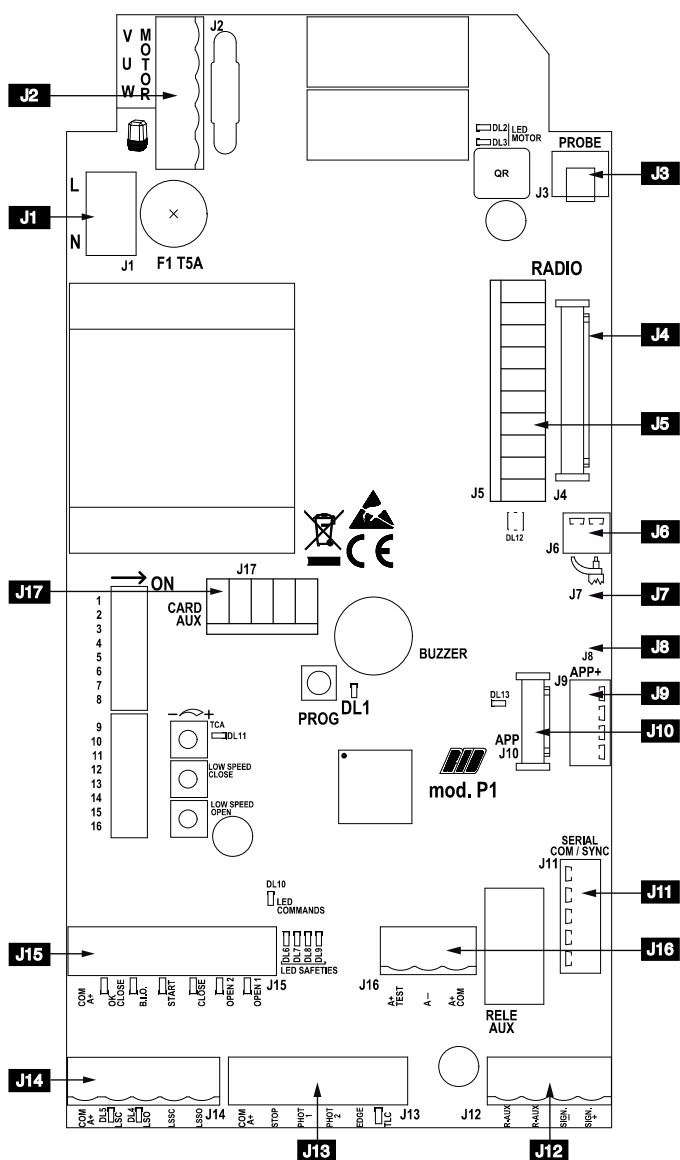 J2
V MOTOR
U
W
J2
DL2 LED
DL3 MOTOR
PROBE
J3
J3
QR
L
J1
N
J1
F1 T5A
RADIO
J4
J5
J5
J4
DL12
J6
J6
J7
J7
J8
J8
CE
ON
J17
CARD
AUX
J17
1
2
3
4
5
6
7
8
BUZZER
PROG
DL1
J9
APP+
J9
DL13
APP
J10
J10
- +
TCA
DL11
LOW SPEED
CLOSE
LOW SPEED
OPEN
9
10
11
12
13
14
15
16
mod. P1
SERIAL
COM / SYNC
J11
J11
DL10
LED
COMMANDS
J15
DL6
DL7
DL8
DL9
LED SAFETIES
J15
J16
J16
COM
A+
OK
CLOSE
B.I.O.
START
CLOSE
OPEN 2
OPEN 1
A+
TEST
A-
A+
COM
RELE
AUX
J14
J14
COM
A+
DL5
LSC
DL4
LSO
LSSC
LSSO
J13
COM
A+
STOP
PHOT
1
PHOT
2
EDGE
TLC
J13
J12
R-AUX
R-AUX
SIGN.
-
SIGN.
+
J12